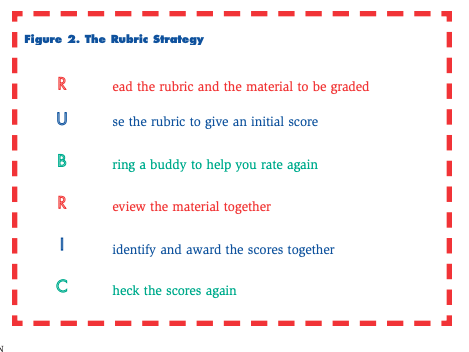 Figure 2. The Rubric Strategy
R ead the rubric and the material to be graded
U se the rubric to give an initial score
B ring a buddy to help you rate again
R eview the material together
I identify and award the scores together
C heck the scores again
N